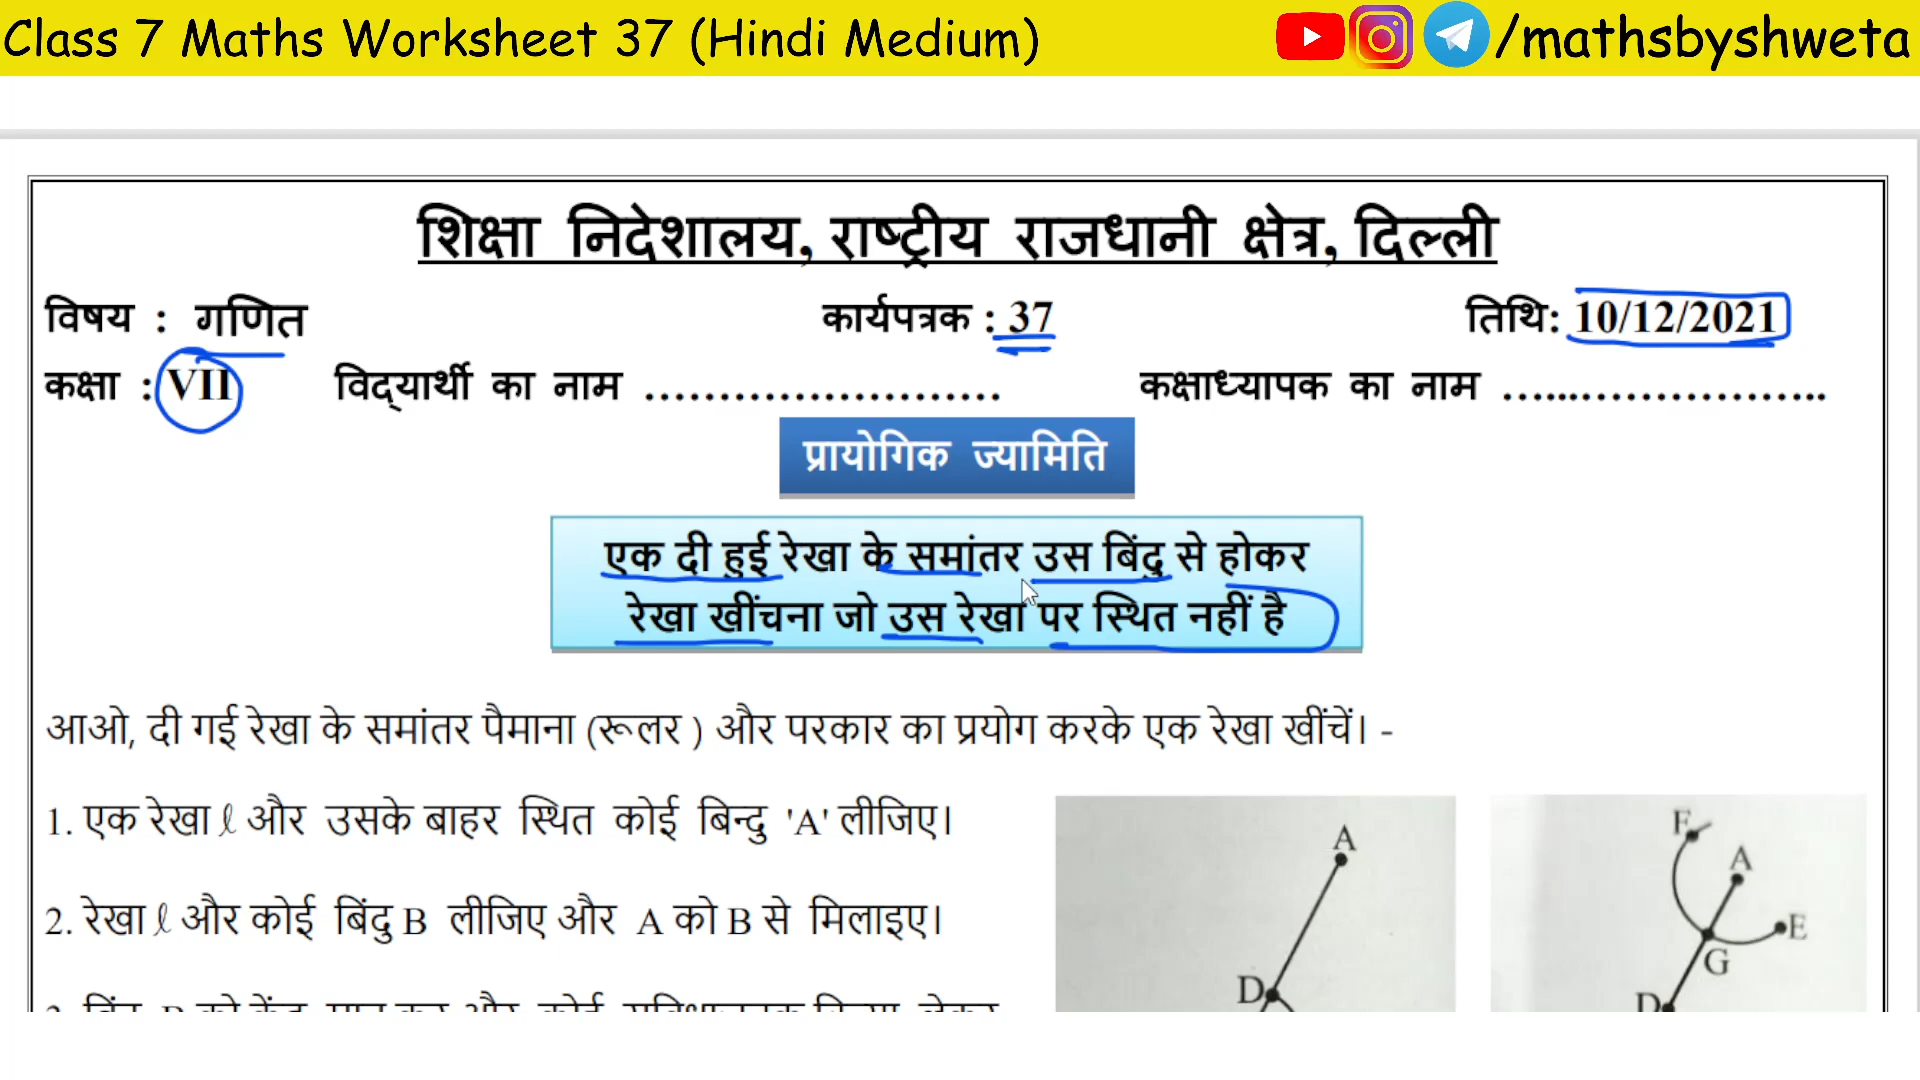 Class 7 Maths Worksheet 37 (Hindi Medium)
/mathsbyshweta
शिक्षा निदेशालय, राष्ट्रीय राजधानी क्षेत्र, दिल्ली
विषय : गणित कार्यपत्रक : 37 तिथि: 10/12/2021
कक्षा : VII विद्यार्थी का नाम …………………… कक्षाध्यापक का नाम …...……………..
प्रायोगिक ज्यामिति
एक दी हुई रेखा के समांतर उस बिंदु से होकर
रेखा खींचना जो उस रेखा पर स्थित नहीं है
आओ, दी गई रेखा के समांतर पैमाना (रूलर ) और परकार का प्रयोग करके एक रेखा खींचें। -
1. एक रेखा ℓ और उसके बाहर स्थित कोई बिन्दु 'A' लीजिए।
2. रेखा ℓ और कोई बिंदु B लीजिए और A को B से मिलाइए।
A
D
F
A
E
G
D